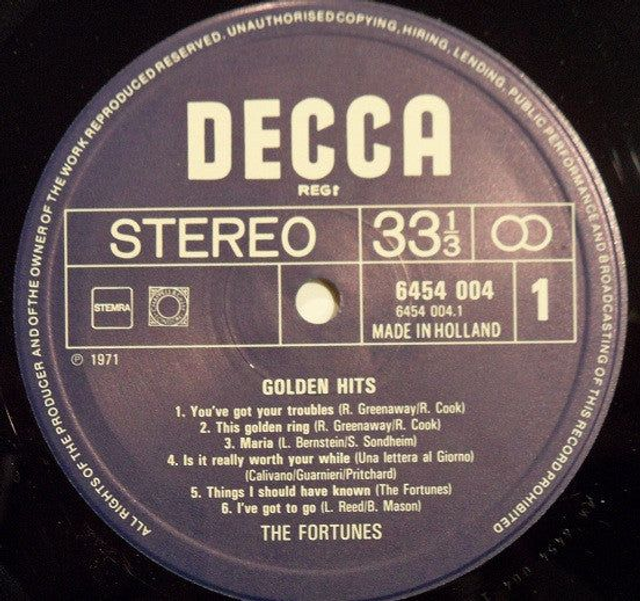 ALL RIGHTS OF THE PRODUCER AND OF THE OWNER OF THE WORK REPRODUCED RESERVED. UNAUTHORISED COPYING, HIRING, LENDING, PUBLIC PERFORMANCE AND BROADCASTING OF THIS RECORD PROHIBITED
DECCA
REGD
STEREO
33 1/3
STEMRA
6454 004
6454 004.1
MADE IN HOLLAND
1
℗ 1971
GOLDEN HITS
1. You've got your troubles (R. Greenaway/R. Cook)
2. This golden ring (R. Greenaway/R. Cook)
3. Maria (L. Bernstein/S. Sondheim)
4. Is it really worth your while (Una lettera al Giorno)
(Calivano/Guarnieri/Pritchard)
5. Things I should have known (The Fortunes)
6. I've got to go (L. Reed/B. Mason)
THE FORTUNES